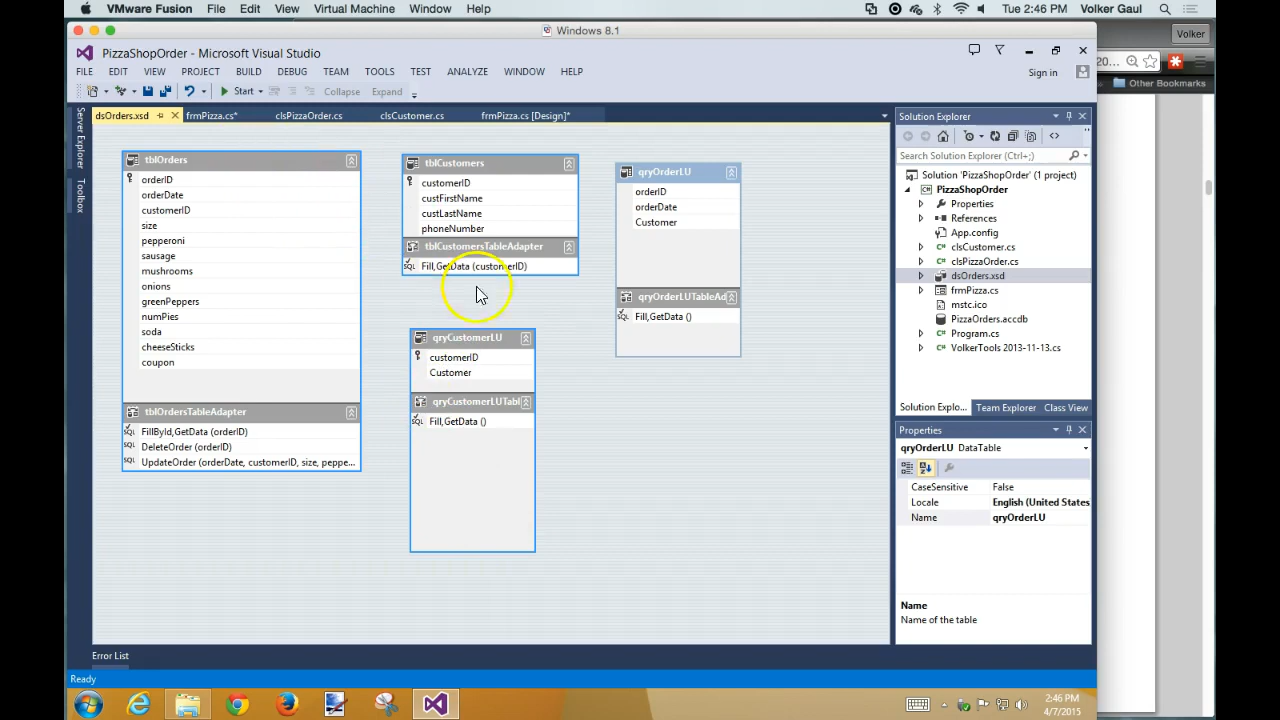 VMware Fusion File Edit View Virtual Machine Window Help Tue 2:46 PM Volker Gaul
Windows 8.1
Volker
PizzaShopOrder - Microsoft Visual Studio
20...
FILE EDIT VIEW PROJECT BUILD DEBUG TEAM TOOLS TEST ANALYZE WINDOW HELP
Sign in
Other Bookmarks
Start Collapse Expand
dsOrders.xsd frmPizza.cs* clsPizzaOrder.cs clsCustomer.cs frmPizza.cs [Design]*
Server Explorer
Toolbox
tblOrders
orderID
orderDate
customerID
size
pepperoni
sausage
mushrooms
onions
greenPeppers
numPies
soda
cheeseSticks
coupon
tblOrdersTableAdapter
FillById,GetData (orderID)
DeleteOrder (orderID)
UpdateOrder (orderDate, customerID, size, peppe...
tblCustomers
customerID
custFirstName
custLastName
phoneNumber
tblCustomersTableAdapter
Fill,GetData (customerID)
qryCustomerLU
customerID
Customer
qryCustomerLUTabl
Fill,GetData ()
qryOrderLU
orderID
orderDate
Customer
qryOrderLUTableAd
Fill,GetData ()
Solution Explorer
Search Solution Explorer (Ctrl+;)
Solution 'PizzaShopOrder' (1 project)
PizzaShopOrder
Properties
References
App.config
clsCustomer.cs
clsPizzaOrder.cs
dsOrders.xsd
frmPizza.cs
mstc.ico
PizzaOrders.accdb
Program.cs
VolkerTools 2013-11-13.cs
Solution Explo... Team Explorer Class View
Properties
qryOrderLU DataTable
CaseSensitive False
Locale English (United States
Name qryOrderLU
Name
Name of the table
Error List
Ready
2:46 PM
4/7/2015